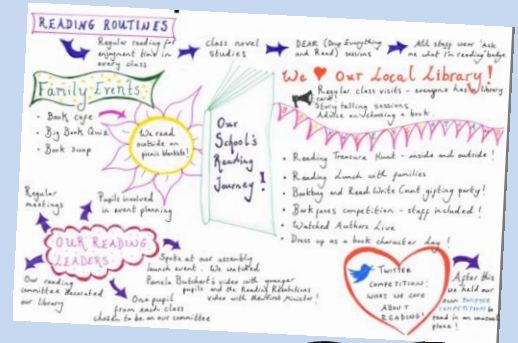 READING ROUTINES
Regular reading for
enjoyment time in
every class
class novel
studies
DEAR (Drop Everything
and Read) sessions
All staff wear 'ask
me what I'm reading' badge
Family Events
• Book cafe
• Big Book Quiz
• Book swap
We read
outside on
picnic blankets!
Our
School's
Reading
Journey!
We ♥ Our Local Library!
Regular class visits - everyone has a library
card!
Story telling sessions
Advice on choosing a book.
• Reading Treasure Hunt - inside and outside!
• Reading Lunch with families
• Bookbug and Read Write Count gifting party!
• Book faces competition - staff included!
• Watched Authors Live
• Dress up as a book character day!
Regular
meetings
Pupils involved
in event planning
OUR READING
LEADERS
Our reading
committee decorated
our library
One pupil
from each class
chosen to be on our committee
Spoke at our assembly
launch event. We watched
Pamela Butchart's video with younger
pupils and the Reading Revolutions
video with the First Minister!
TWITTER
COMPETITION:
WHAT WE LOVE
ABOUT
READING!
After this
we held our
own TWITTER
COMPETITION to
read in an unusual
place!